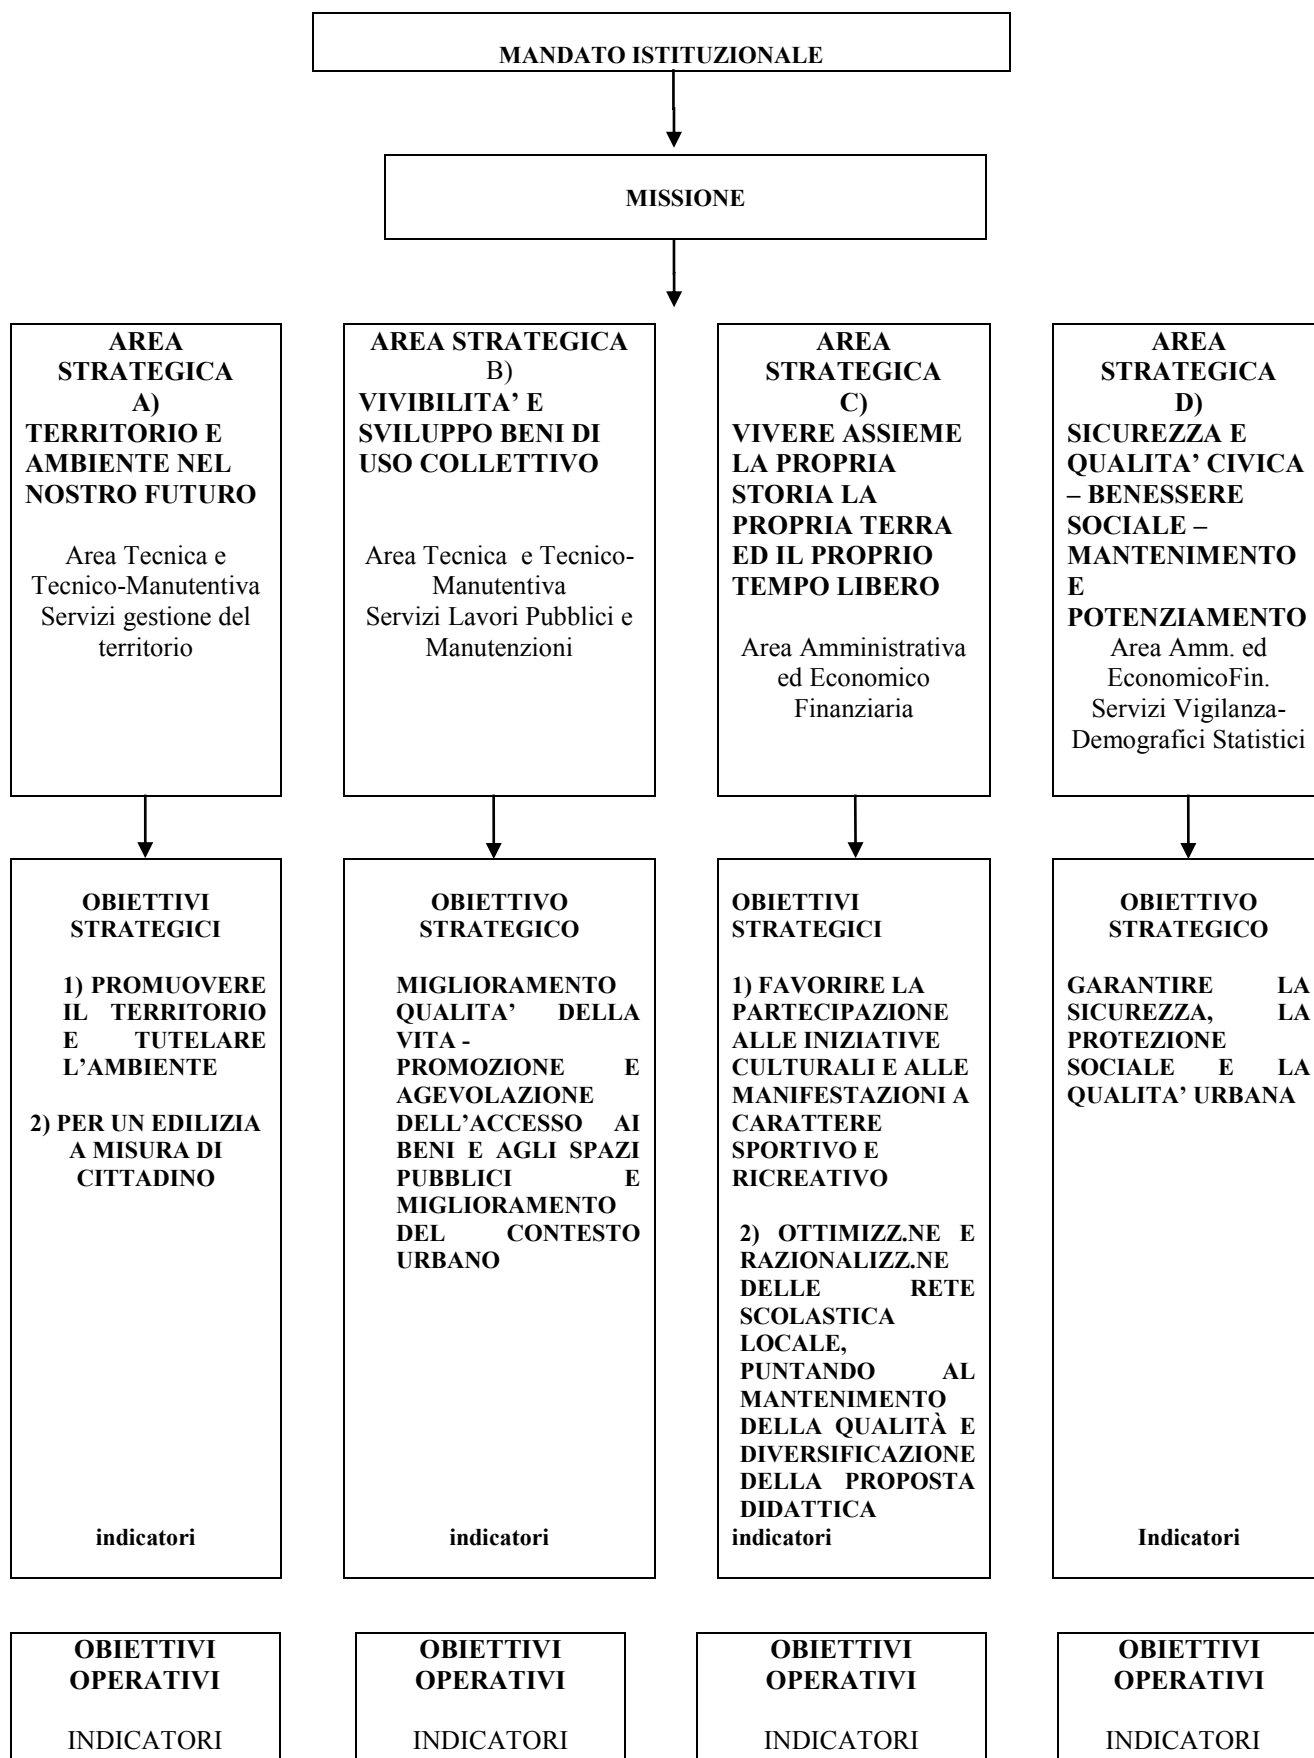 MANDATO ISTITUZIONALE
MISSIONE
AREA
STRATEGICA
A)
TERRITORIO E
AMBIENTE NEL
NOSTRO FUTURO
Area Tecnica e
Tecnico-Manutentiva
Servizi gestione del
territorio
AREA STRATEGICA
B)
VIVIBILITA’ E
SVILUPPO BENI DI
USO COLLETTIVO
Area Tecnica e Tecnico-
Manutentiva
Servizi Lavori Pubblici e
Manutenzioni
AREA
STRATEGICA
C)
VIVERE ASSIEME
LA PROPRIA
STORIA LA
PROPRIA TERRA
ED IL PROPRIO
TEMPO LIBERO
Area Amministrativa
ed Economico
Finanziaria
AREA
STRATEGICA
D)
SICUREZZA E
QUALITA’ CIVICA
– BENESSERE
SOCIALE –
MANTENIMENTO
E
POTENZIAMENTO
Area Amm. ed
EconomicoFin.
Servizi Vigilanza-
Demografici Statistici
OBIETTIVI
STRATEGICI
1) PROMUOVERE
IL TERRITORIO
E TUTELARE
L’AMBIENTE
2) PER UN EDILIZIA
A MISURA DI
CITTADINO
indicatori
OBIETTIVO
STRATEGICO
MIGLIORAMENTO
QUALITA’ DELLA
VITA -
PROMOZIONE E
AGEVOLAZIONE
DELL’ACCESSO AI
BENI E AGLI SPAZI
PUBBLICI E
MIGLIORAMENTO
DEL CONTESTO
URBANO
indicatori
OBIETTIVI
STRATEGICI
1) FAVORIRE LA
PARTECIPAZIONE
ALLE INIZIATIVE
CULTURALI E ALLE
MANIFESTAZIONI A
CARATTERE
SPORTIVO E
RICREATIVO
2) OTTIMIZZ.NE E
RAZIONALIZZ.NE
DELLE RETE
SCOLASTICA
LOCALE,
PUNTANDO AL
MANTENIMENTO
DELLA QUALITÀ E
DIVERSIFICAZIONE
DELLA PROPOSTA
DIDATTICA
indicatori
OBIETTIVO
STRATEGICO
GARANTIRE LA
SICUREZZA, LA
PROTEZIONE
SOCIALE E LA
QUALITA’ URBANA
Indicatori
OBIETTIVI
OPERATIVI
INDICATORI
OBIETTIVI
OPERATIVI
INDICATORI
OBIETTIVI
OPERATIVI
INDICATORI
OBIETTIVI
OPERATIVI
INDICATORI